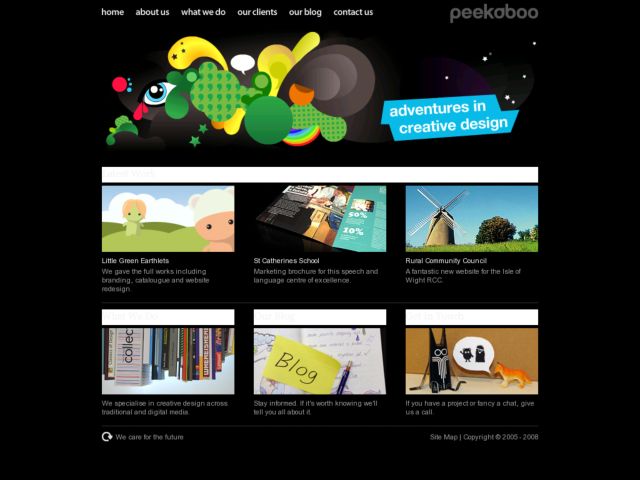 home about us what we do our clients our blog contact us
peekaboo
adventures in
creative design
Latest Work
50%
10%
Little Green Earthlets
We gave the full works including
branding, catalougue and website
redesign.
St Catherines School
Marketing brochure for this speech and
language centre of excellence.
Rural Community Council
A fantastic new website for the Isle of
Wight RCC.
What We Do
Our Blog
Get In Touch
collec
Blog
We specialise in creative design across
traditional and digital media.
Stay informed. If it's worth knowing we'll
tell you all about it.
If you have a project or fancy a chat, give
us a call.
We care for the future
Site Map | Copyright © 2005 - 2008